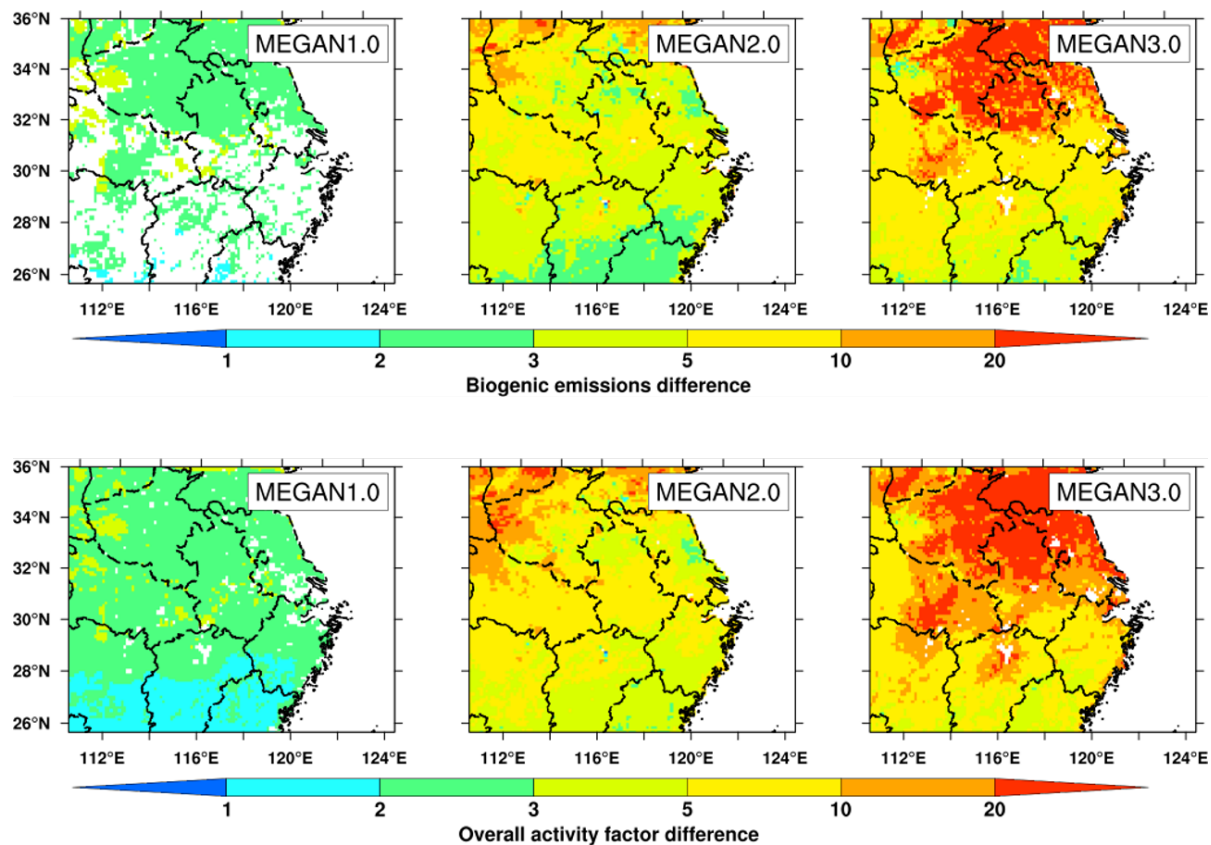 36°N
34°N
32°N
30°N
28°N
26°N
MEGAN1.0
MEGAN2.0
MEGAN3.0
112°E 116°E 120°E 124°E
112°E 116°E 120°E 124°E
112°E 116°E 120°E 124°E
1 2 3 5 10 20
Biogenic emissions difference
36°N
34°N
32°N
30°N
28°N
26°N
MEGAN1.0
MEGAN2.0
MEGAN3.0
112°E 116°E 120°E 124°E
112°E 116°E 120°E 124°E
112°E 116°E 120°E 124°E
1 2 3 5 10 20
Overall activity factor difference